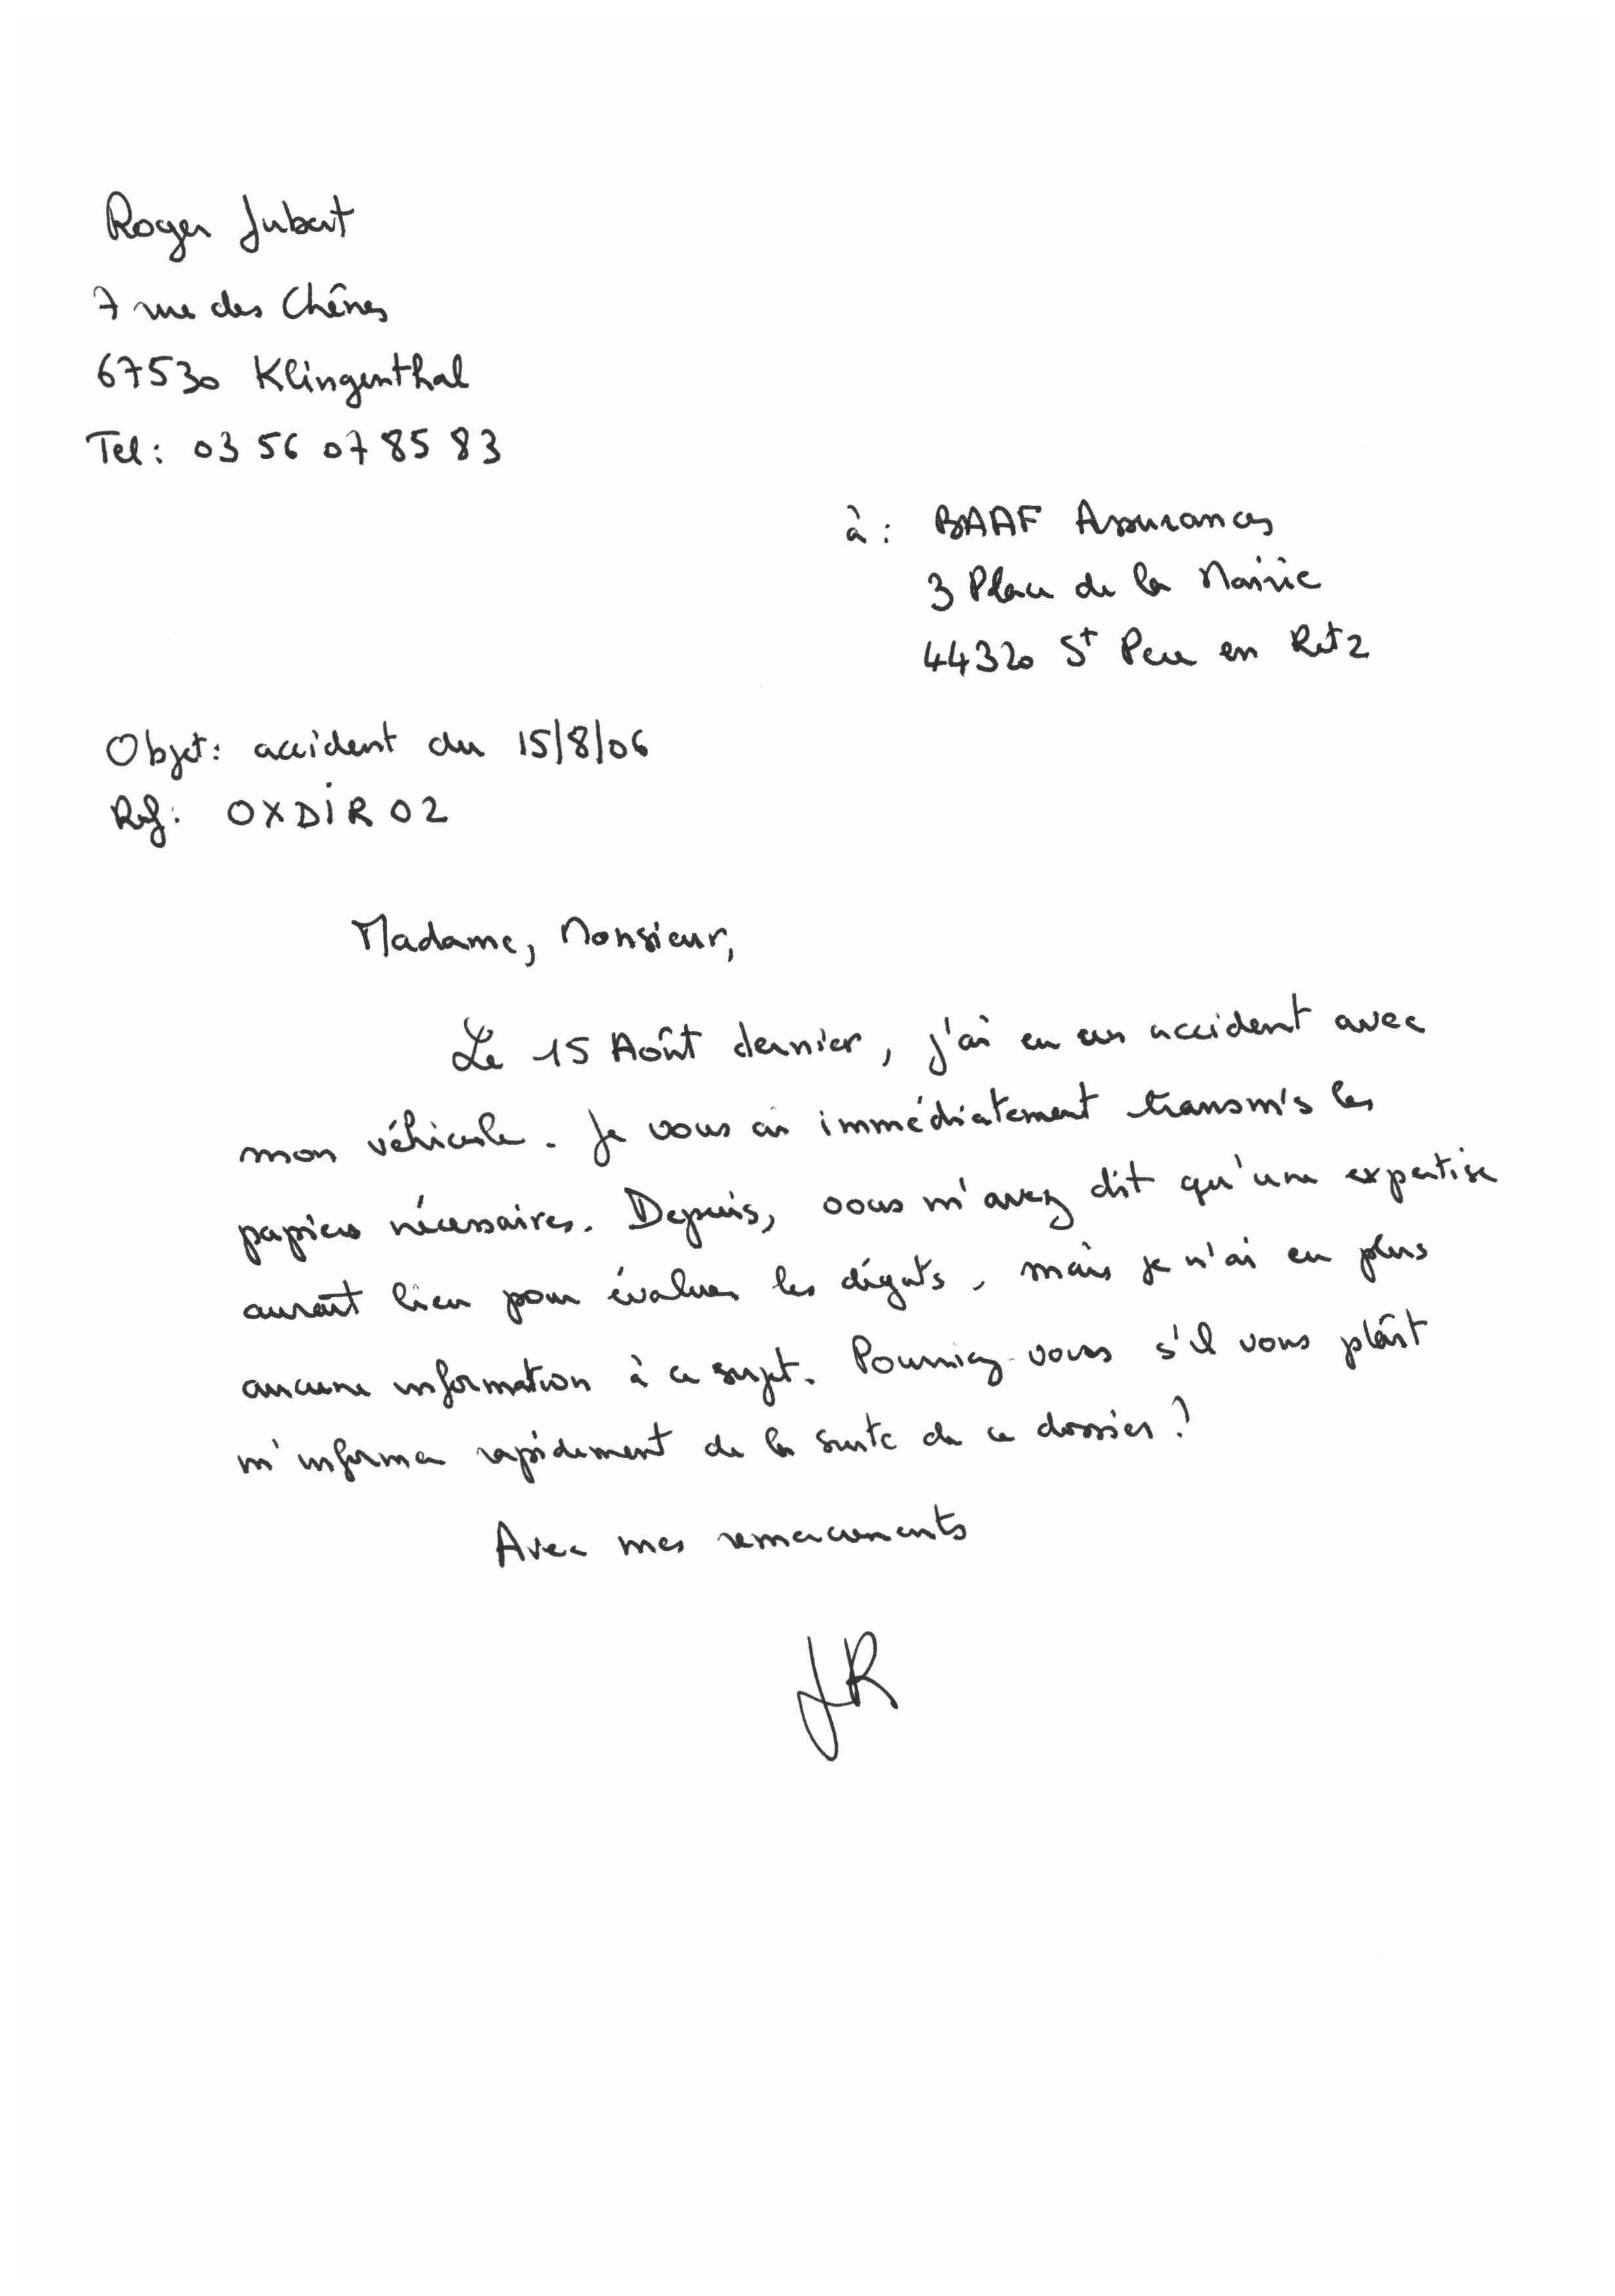 Roger Jubert
7 rue des Chênes
67530 Klingenthal
Tel : 03 56 07 85 83
à : BAAF Assurances
3 Place de la Mairie
44320 St Pere en Retz
Objet : accident du 15/8/06
Ref : OXDIR02
Madame, Monsieur,
Le 15 Août dernier, j'ai eu un accident avec
mon véhicule. Je vous ai immédiatement transmis les
papiers nécessaires. Depuis, vous m'avez dit qu'une expertise
aurait lieu pour évaluer les dégats, mais je n'ai eu plus
aucune information à ce sujet. Pourriez-vous s'il vous plaît
m'informer rapidement de la suite de ce dossier ?
Avec mes remerciements
JR